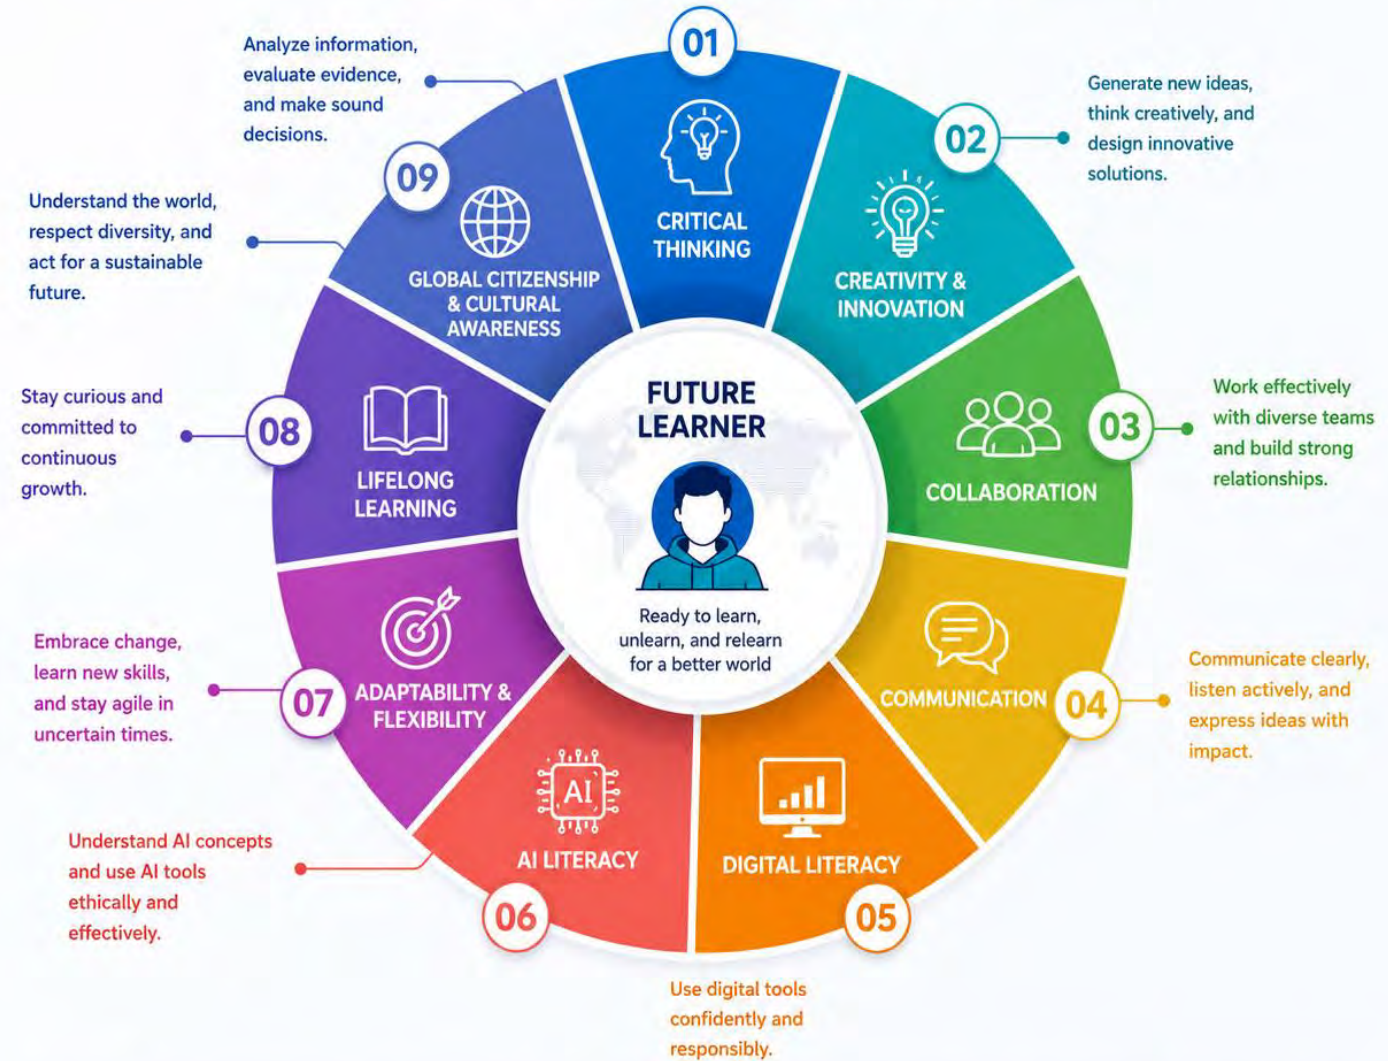 01
CRITICAL
THINKING
Analyze information,
evaluate evidence,
and make sound
decisions.
02
CREATIVITY &
INNOVATION
Generate new ideas,
think creatively, and
design innovative
solutions.
03
COLLABORATION
Work effectively
with diverse teams
and build strong
relationships.
04
COMMUNICATION
Communicate clearly,
listen actively, and
express ideas with
impact.
05
DIGITAL LITERACY
Use digital tools
confidently and
responsibly.
06
AI
AI LITERACY
Understand AI concepts
and use AI tools
ethically and
effectively.
07
ADAPTABILITY &
FLEXIBILITY
Embrace change,
learn new skills,
and stay agile in
uncertain times.
08
LIFELONG
LEARNING
Stay curious and
committed to
continuous
growth.
09
GLOBAL CITIZENSHIP
& CULTURAL
AWARENESS
Understand the world,
respect diversity, and
act for a sustainable
future.
FUTURE
LEARNER
Ready to learn,
unlearn, and relearn
for a better world